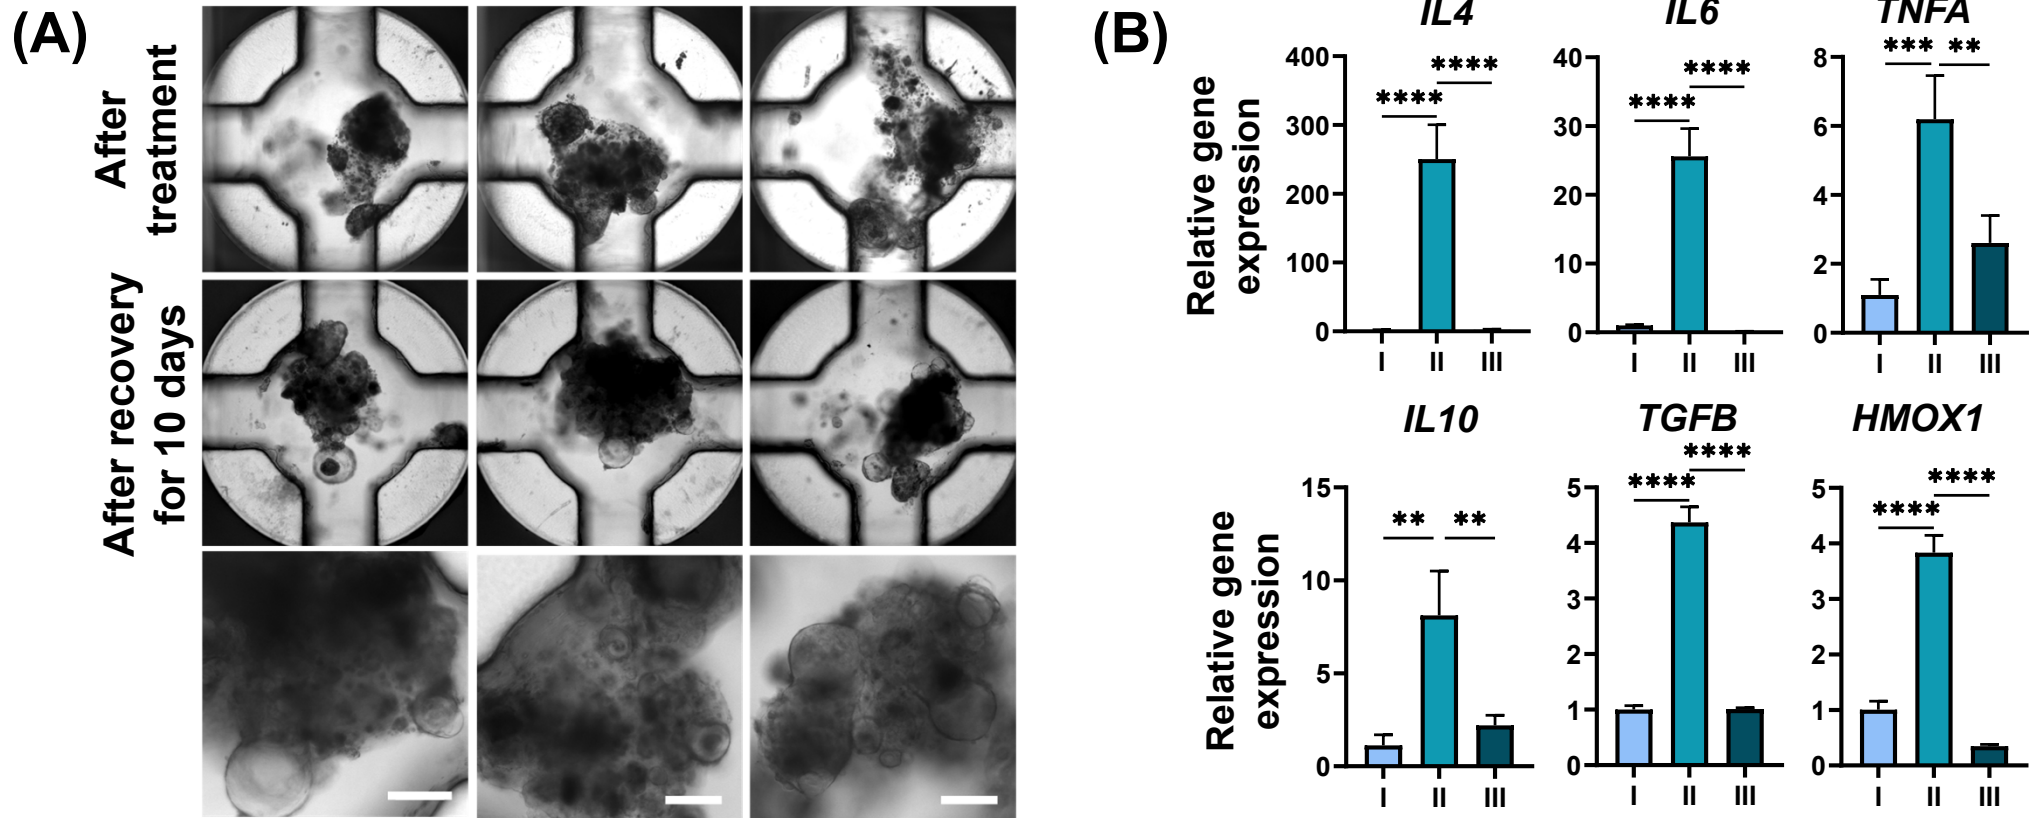 (A)
After
treatment
After recovery
for 10 days
(B)
IL4
IL6
TNFA
Relative gene
expression
400
300
200
100
0
**** ****
I II III
40
30
20
10
0
**** ****
I II III
8
6
4
2
0
*** **
I II III
IL10
TGFB
HMOX1
Relative gene
expression
15
10
5
0
** **
I II III
5
4
3
2
1
0
**** ****
I II III
5
4
3
2
1
0
**** ****
I II III